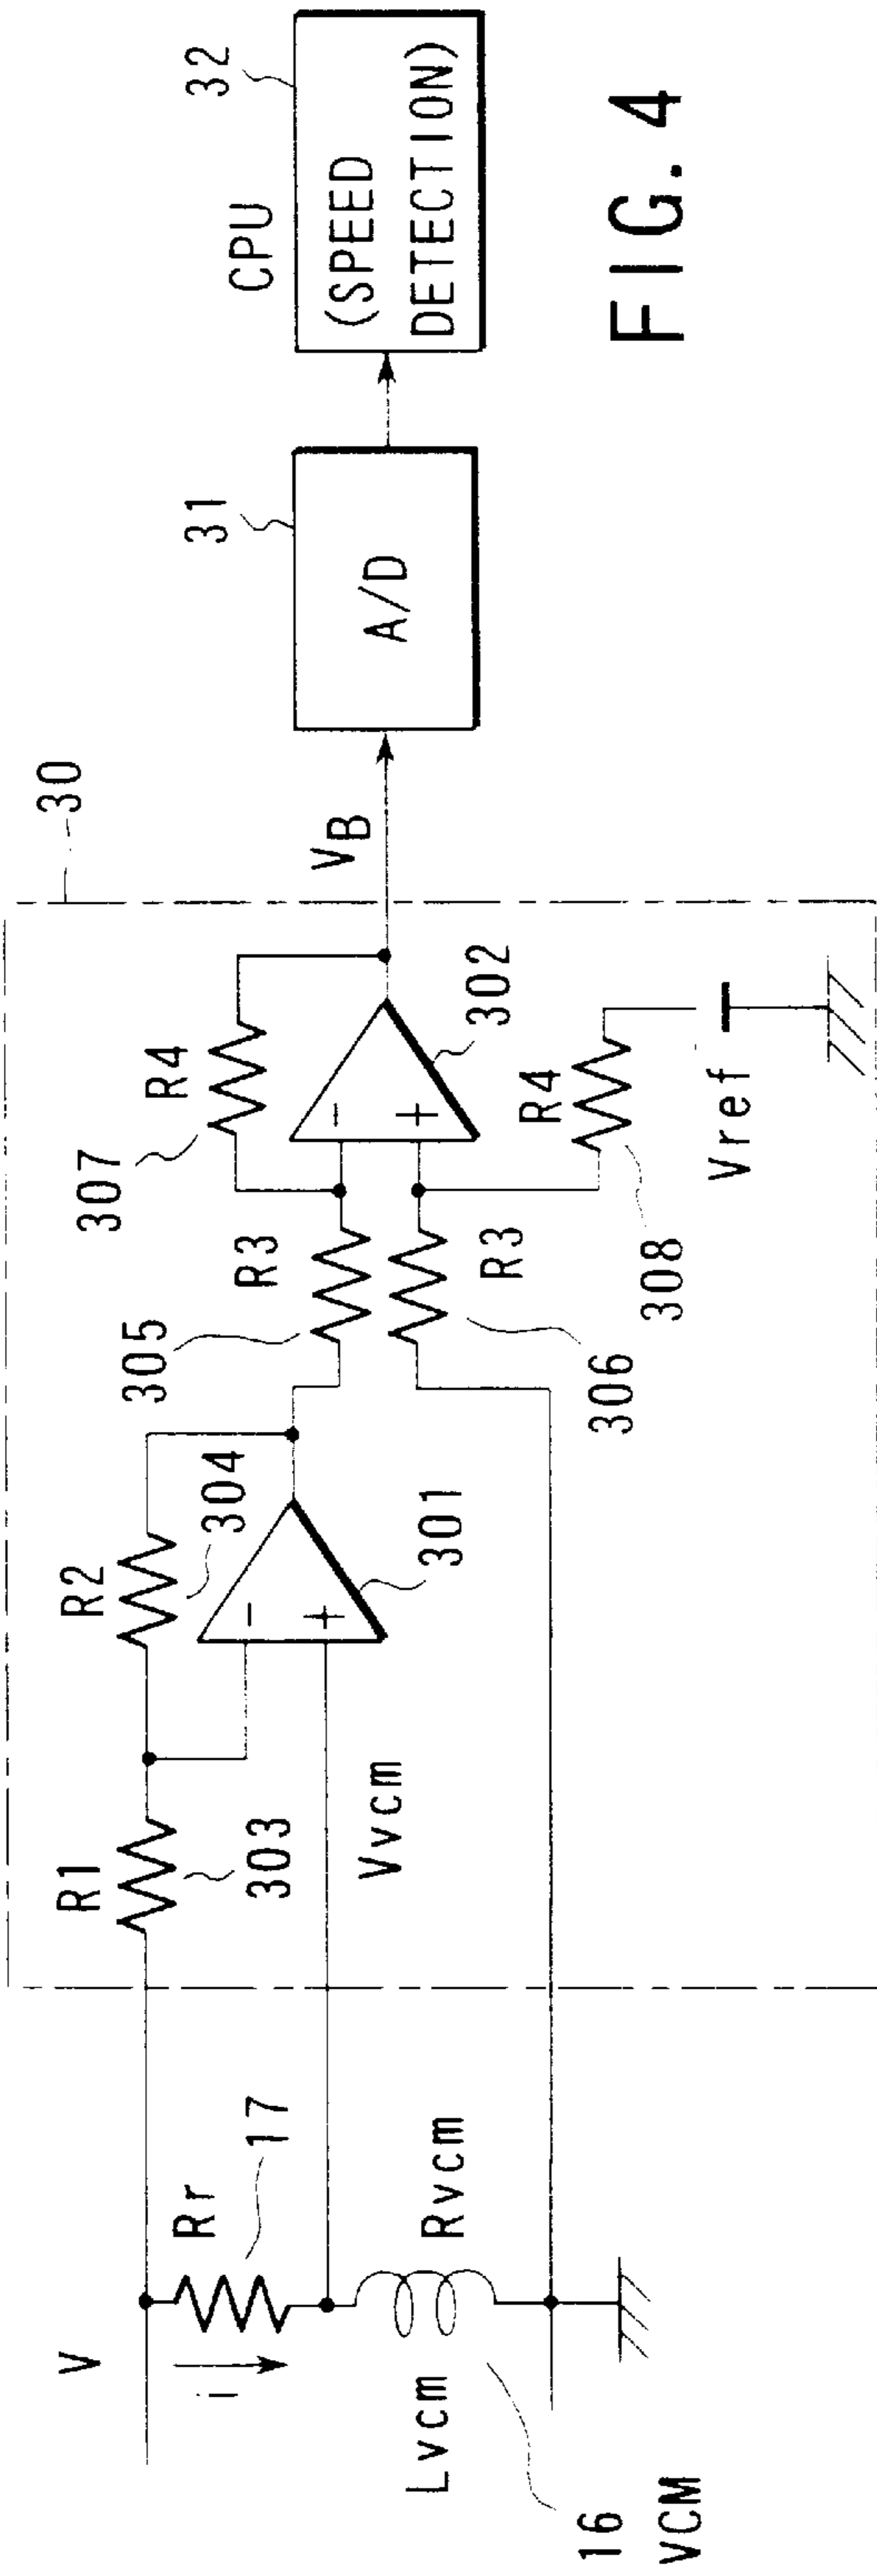 30
V
i
Rr
17
Lvcm
Rvcm
16
VCM
R1
303
R2
304
-
+
301
Vvcm
305
R3
R3
306
307
R4
-
+
302
R4
308
Vref
VB
31
A/D
CPU
32
(SPEED
DETECTION)
FIG. 4